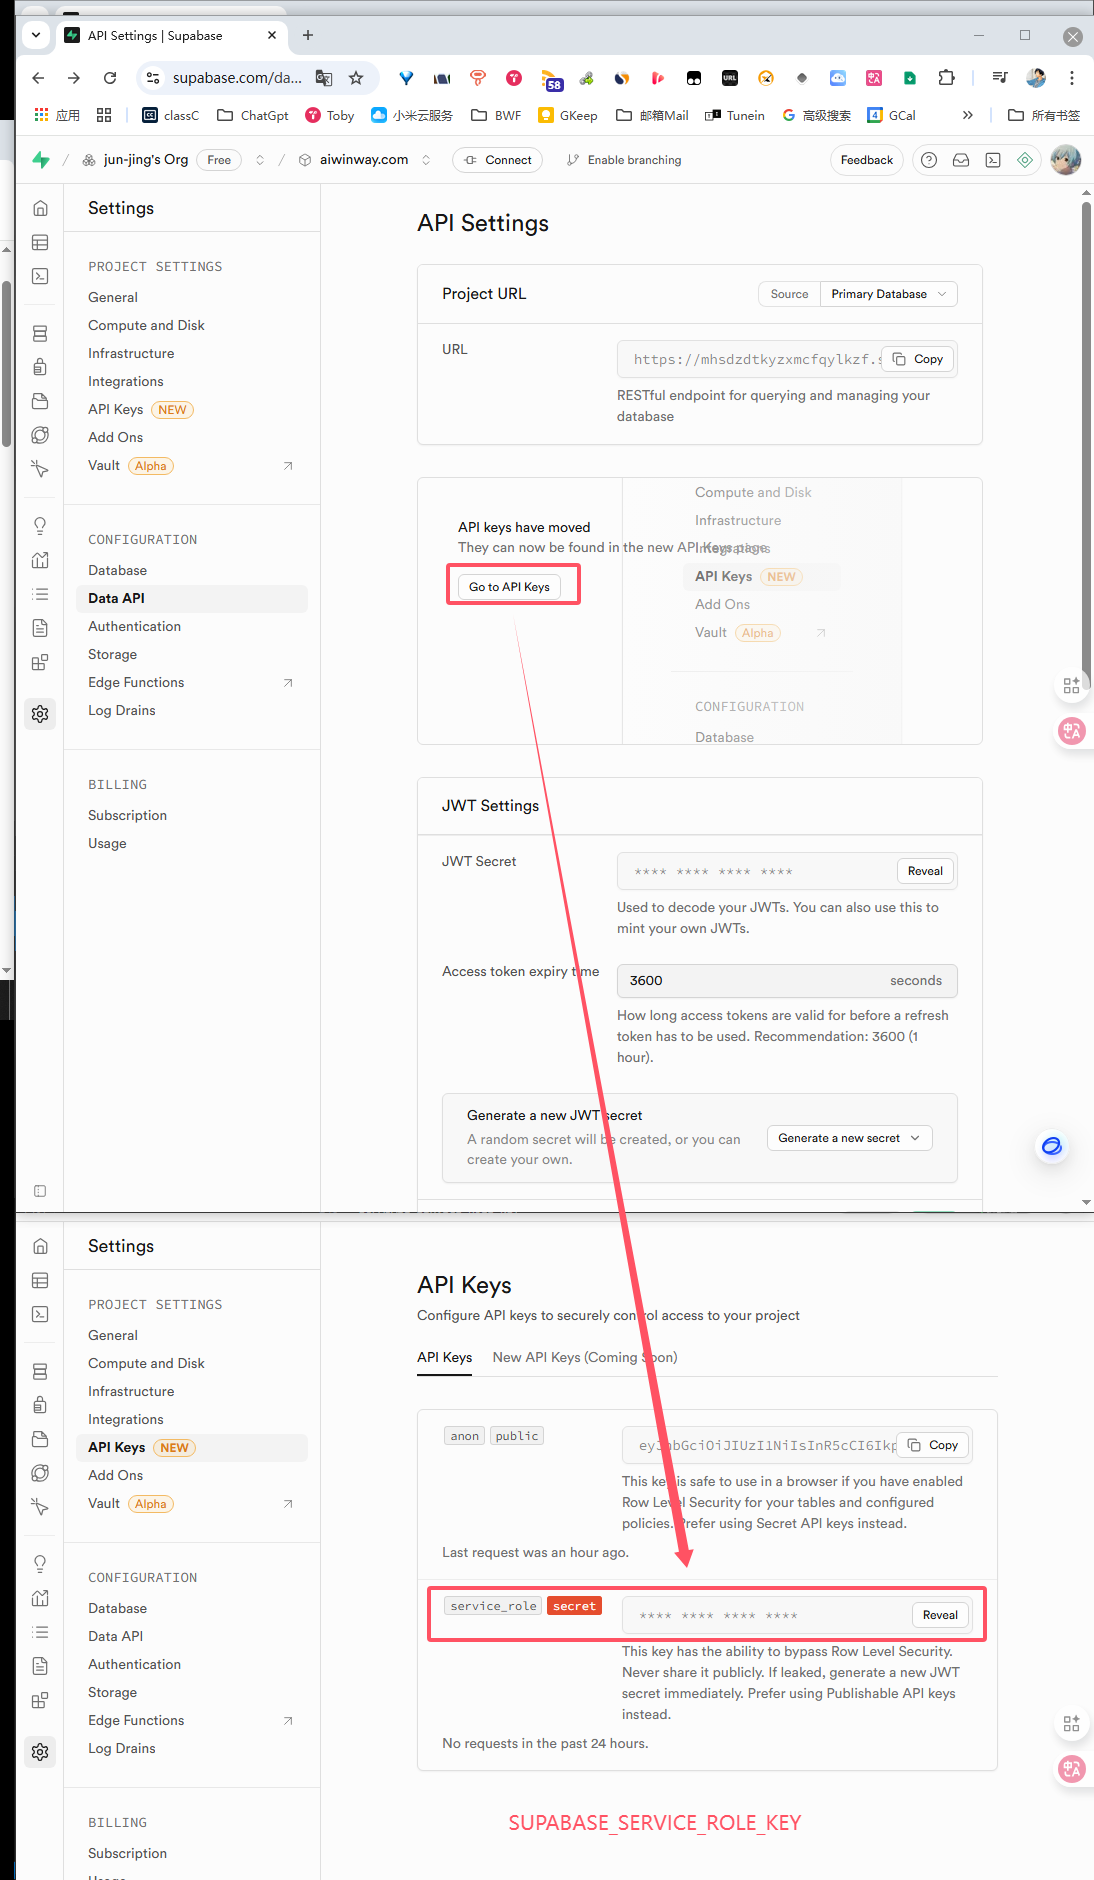 API Settings | Supabase
supabase.com/da...
58
URL
应用
classC
ChatGpt
Toby
小米云服务
BWF
GKeep
邮箱Mail
Tunein
高级搜索
GCal
所有书签
/ jun-jing's Org Free / aiwinway.com Connect Enable branching Feedback
Settings
PROJECT SETTINGS
General
Compute and Disk
Infrastructure
Integrations
API Keys NEW
Add Ons
Vault Alpha
CONFIGURATION
Database
Data API
Authentication
Storage
Edge Functions
Log Drains
BILLING
Subscription
Usage
API Settings
Project URL
Source Primary Database
URL
https://mhsdzdtkyzxmcfqylkzf.s Copy
RESTful endpoint for querying and managing your
database
API keys have moved
They can now be found in the new API Keys page
Go to API Keys
Compute and Disk
Infrastructure
Integrations
API Keys NEW
Add Ons
Vault Alpha
CONFIGURATION
Database
JWT Settings
JWT Secret
**** **** **** **** Reveal
Used to decode your JWTs. You can also use this to
mint your own JWTs.
Access token expiry time
3600 seconds
How long access tokens are valid for before a refresh
token has to be used. Recommendation: 3600 (1
hour).
Generate a new JWT secret
A random secret will be created, or you can
create your own.
Generate a new secret
Settings
PROJECT SETTINGS
General
Compute and Disk
Infrastructure
Integrations
API Keys NEW
Add Ons
Vault Alpha
CONFIGURATION
Database
Data API
Authentication
Storage
Edge Functions
Log Drains
BILLING
Subscription
API Keys
Configure API keys to securely control access to your project
API Keys New API Keys (Coming Soon)
anon public
eyJhbGciOiJIUzI1NiIsInR5cCI6Ikp Copy
This key is safe to use in a browser if you have enabled
Row Level Security for your tables and configured
policies. Prefer using Secret API keys instead.
Last request was an hour ago.
service_role secret
**** **** **** **** Reveal
This key has the ability to bypass Row Level Security.
Never share it publicly. If leaked, generate a new JWT
secret immediately. Prefer using Publishable API keys
instead.
No requests in the past 24 hours.
SUPABASE_SERVICE_ROLE_KEY